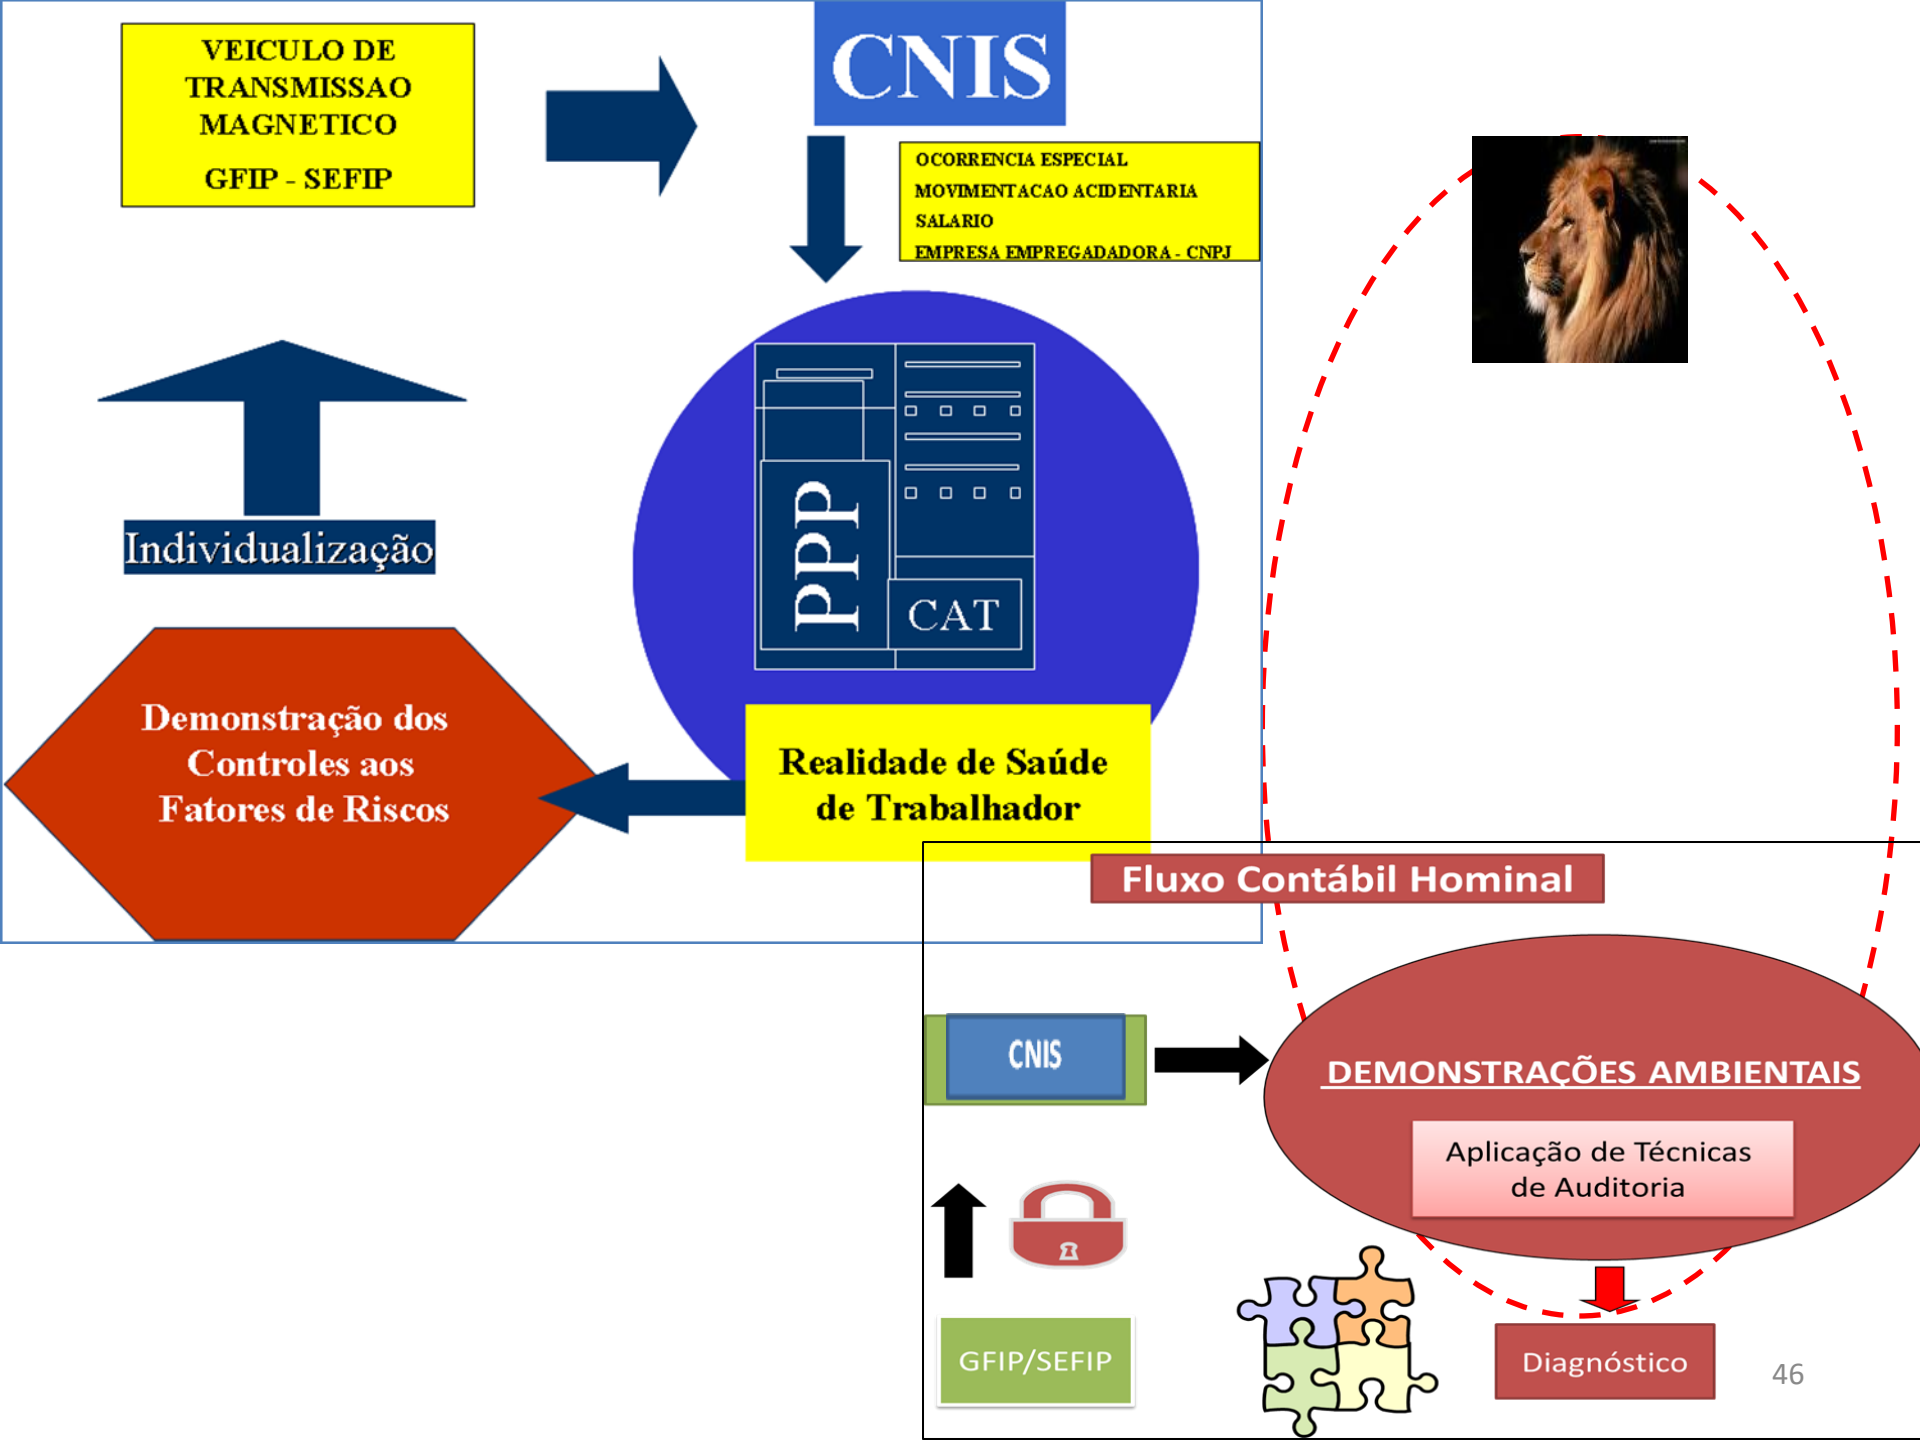 VEICULO DE
TRANSMISSAO
MAGNETICO
GFIP - SEFIP
CNIS
OCORRENCIA ESPECIAL
MOVIMENTACAO ACIDENTARIA
SALARIO
EMPRESA EMPREGADADORA - CNPJ
PPP
CAT
Individualização
Demonstração dos
Controles aos
Fatores de Riscos
Realidade de Saúde
de Trabalhador
Fluxo Contábil Hominal
CNIS
DEMONSTRAÇÕES AMBIENTAIS
Aplicação de Técnicas
de Auditoria
GFIP/SEFIP
Diagnóstico
46